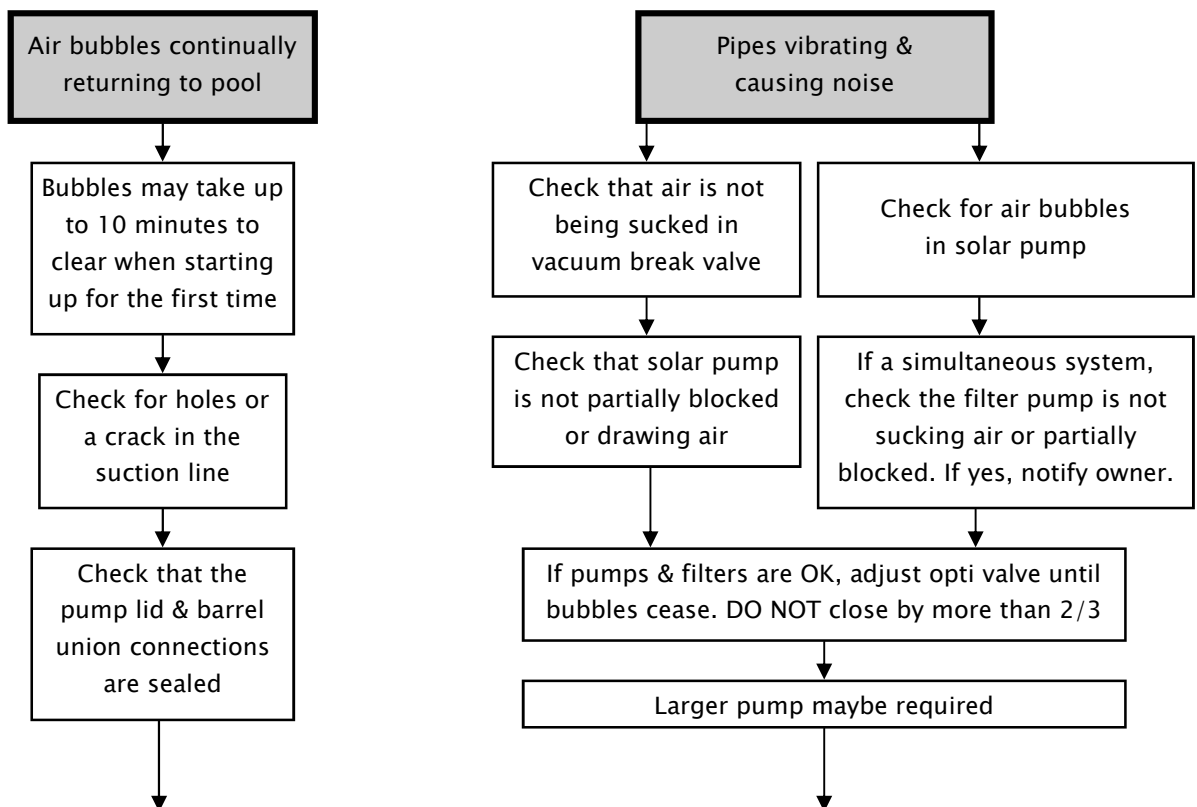 Air bubbles continually
returning to pool
Bubbles may take up
to 10 minutes to
clear when starting
up for the first time
Check for holes or
a crack in the
suction line
Check that the
pump lid & barrel
union connections
are sealed
Pipes vibrating &
causing noise
Check that air is not
being sucked in
vacuum break valve
Check for air bubbles
in solar pump
Check that solar pump
is not partially blocked
or drawing air
If a simultaneous system,
check the filter pump is not
sucking air or partially
blocked. If yes, notify owner.
If pumps & filters are OK, adjust opti valve until
bubbles cease. DO NOT close by more than 2/3
Larger pump maybe required